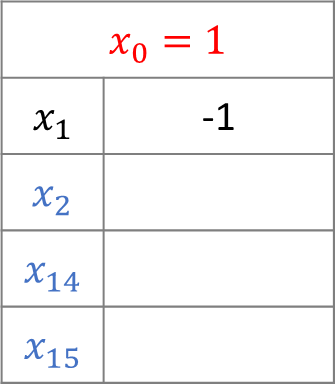 x₀ = 1
x₁ -1
x₂
x₁₄
x₁₅